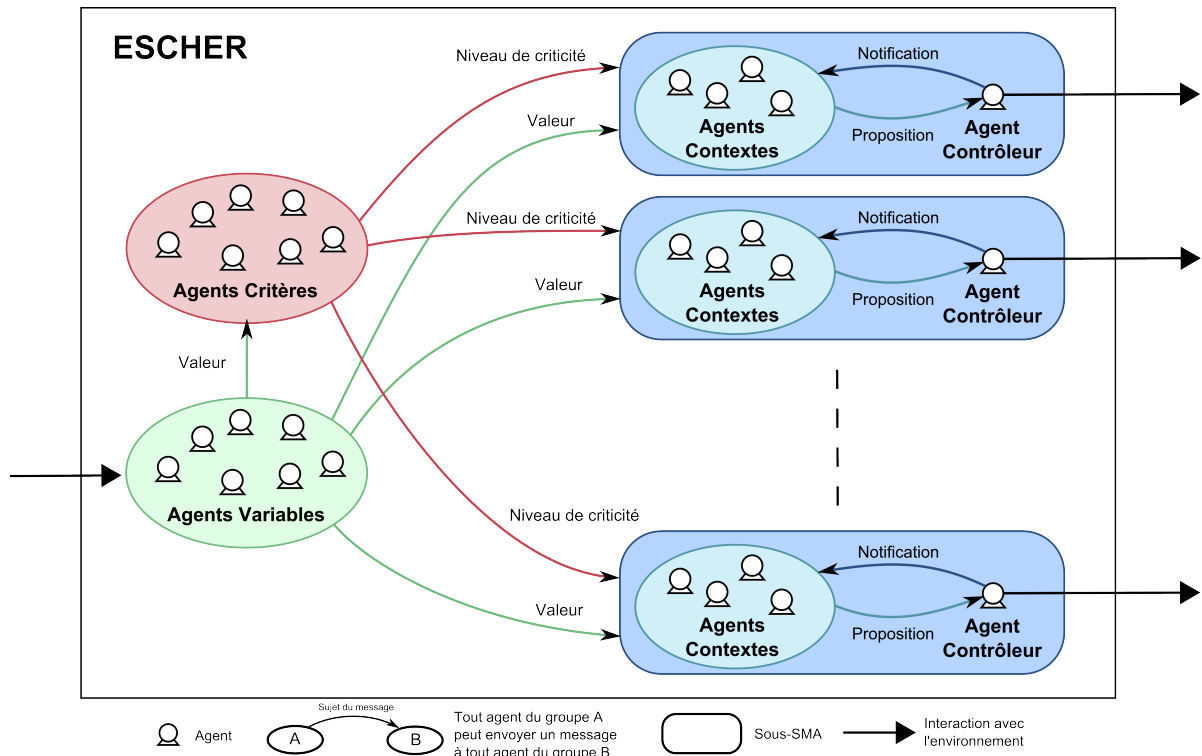 ESCHER
Niveau de criticité
Valeur
Notification
Agents
Contextes
Proposition
Agent
Contrôleur
Niveau de criticité
Valeur
Notification
Agents
Contextes
Proposition
Agent
Contrôleur
Agents Critères
Valeur
Agents Variables
Niveau de criticité
Valeur
Notification
Agents
Contextes
Proposition
Agent
Contrôleur
Agent
Sujet du message
A
B
Tout agent du groupe A
peut envoyer un message
à tout agent du groupe B
Sous-SMA
Interaction avec
l'environnement